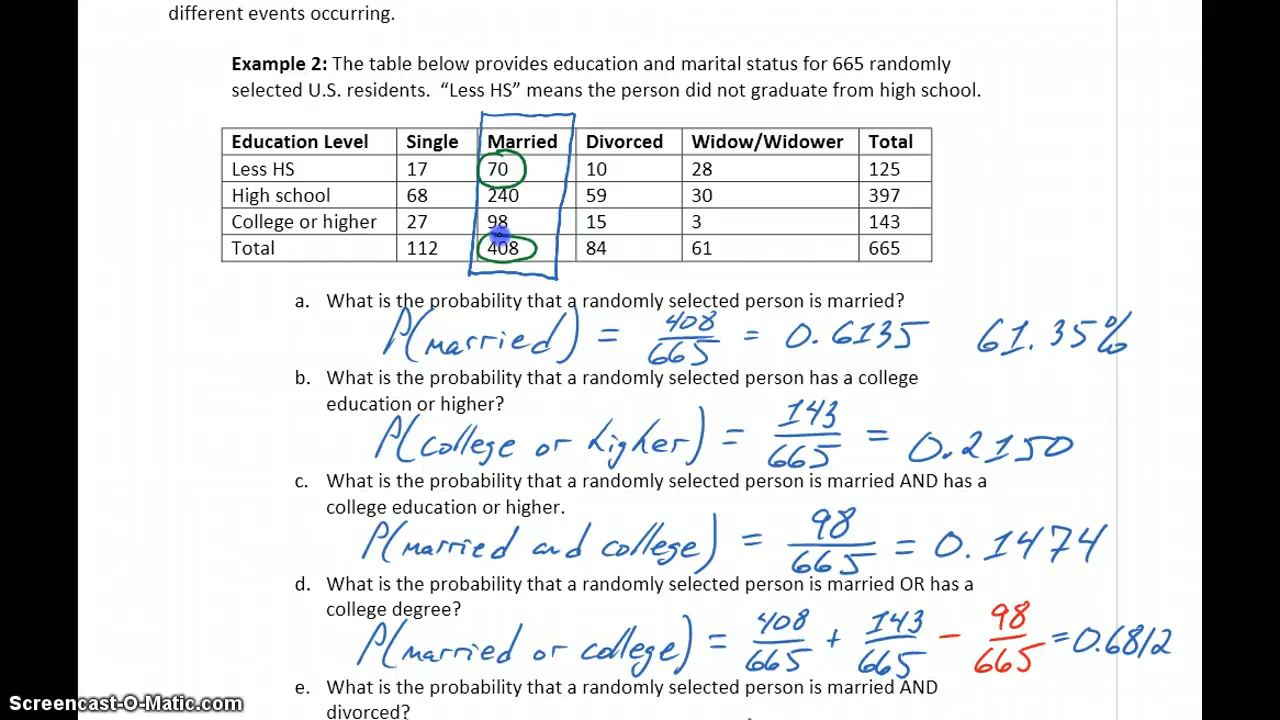 different events occurring.
Example 2: The table below provides education and marital status for 665 randomly
selected U.S. residents. “Less HS” means the person did not graduate from high school.
Education Level Single Married Divorced Widow/Widower Total
Less HS 17 70 10 28 125
High school 68 240 59 30 397
College or higher 27 98 15 3 143
Total 112 408 84 61 665
a. What is the probability that a randomly selected person is married?
P(married) = 408/665 = 0.6135 61.35%
b. What is the probability that a randomly selected person has a college
education or higher?
P(college or higher) = 143/665 = 0.2150
c. What is the probability that a randomly selected person is married AND has a
college education or higher.
P(married and college) = 98/665 = 0.1474
d. What is the probability that a randomly selected person is married OR has a
college degree?
P(married or college) = 408/665 + 143/665 - 98/665 = 0.6812
e. What is the probability that a randomly selected person is married AND
divorced?
Screencast-O-Matic.com